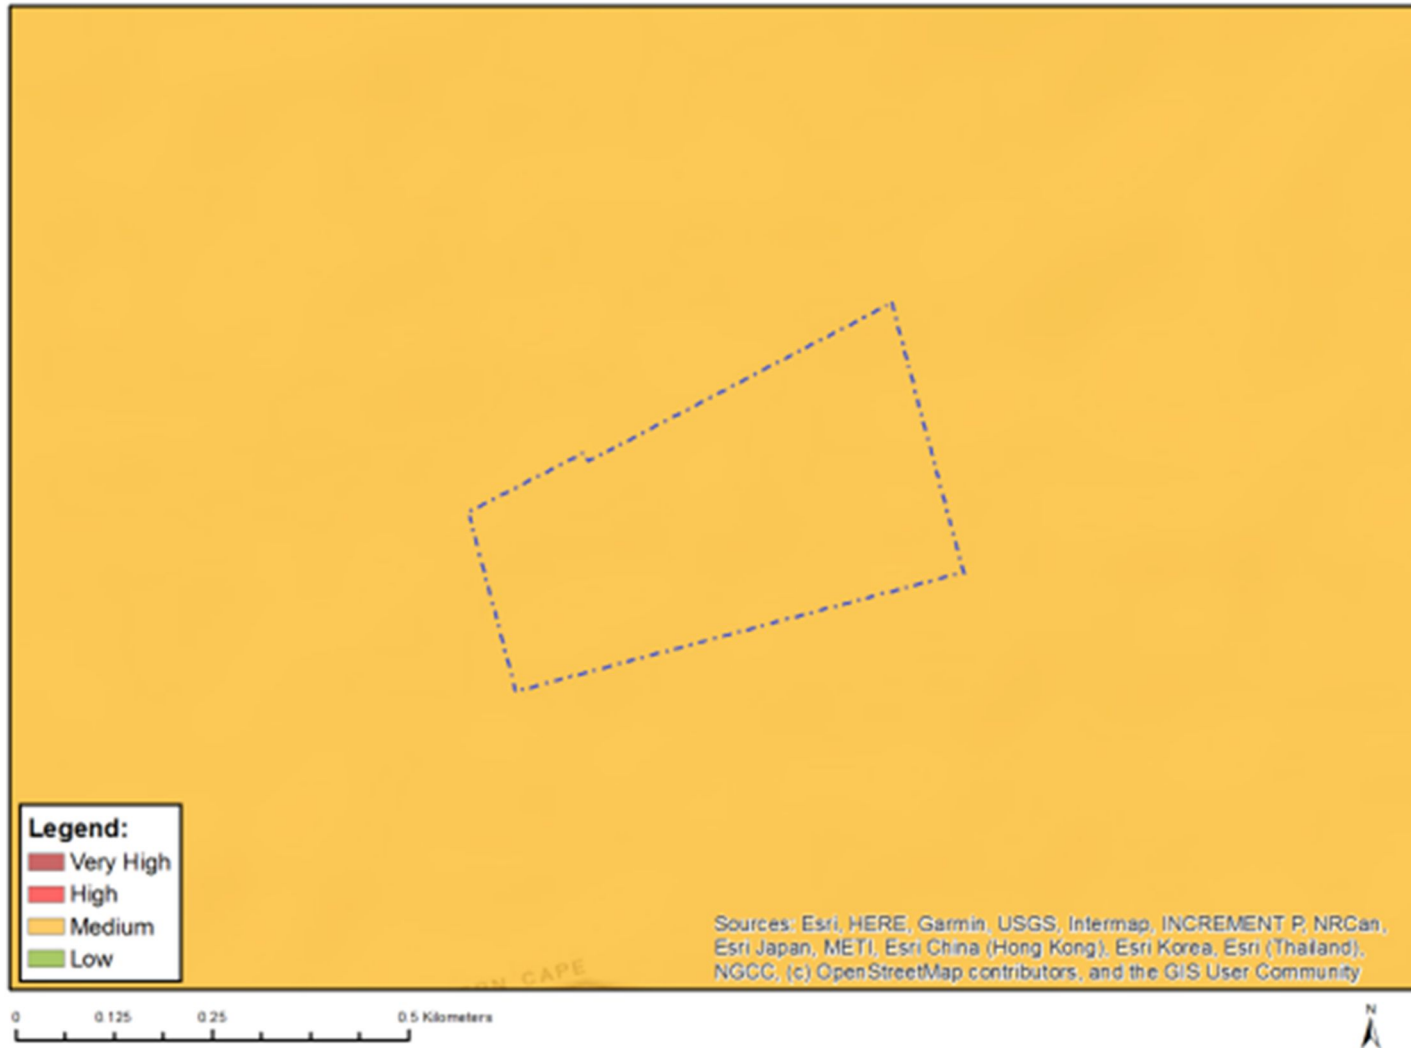 Legend:
Very High
High
Medium
Low
CAPE
Sources: Esri, HERE, Garmin, USGS, Intermap, INCREMENT P, NRCan,
Esri Japan, METI, Esri China (Hong Kong), Esri Korea, Esri (Thailand),
NGCC, (c) OpenStreetMap contributors, and the GIS User Community
0 0.125 0.25 0.5 Kilometers
N